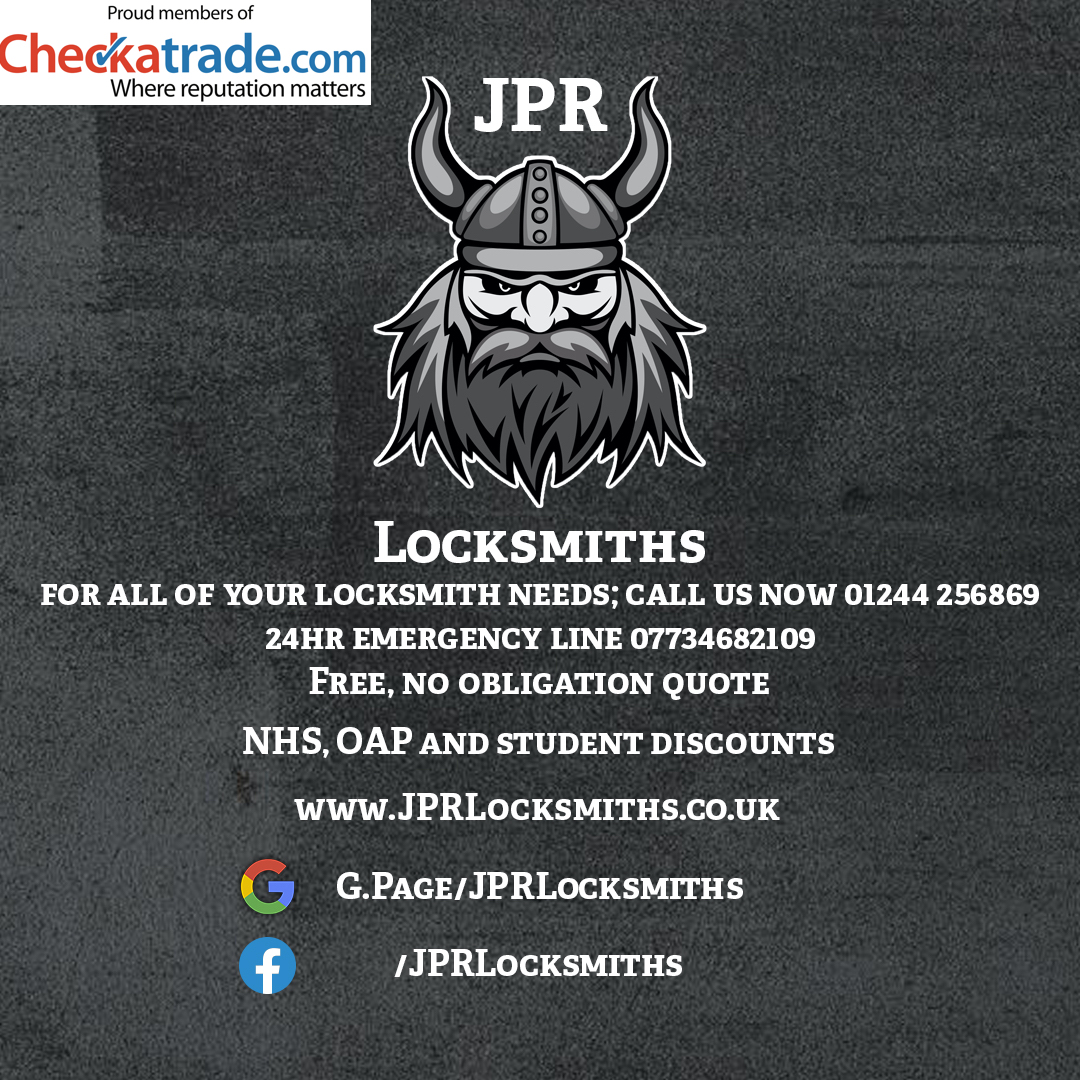 Proud members of
Checkatrade.com
Where reputation matters
JPR
Locksmiths
for all of your locksmith needs; call us now 01244 256869
24hr emergency line 07734682109
Free, no obligation quote
NHS, OAP and student discounts
www.JPRLocksmiths.co.uk
G.Page/JPRLocksmiths
/JPRLocksmiths